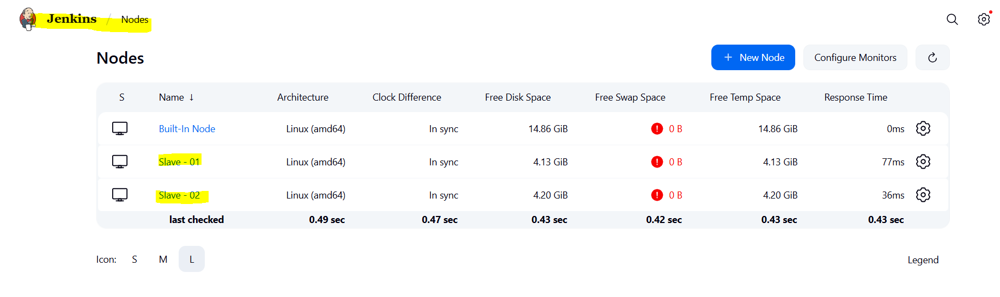 Jenkins / Nodes
Nodes
+ New Node Configure Monitors
S Name ↓ Architecture Clock Difference Free Disk Space Free Swap Space Free Temp Space Response Time
Built-In Node Linux (amd64) In sync 14.86 GiB ! 0 B 14.86 GiB 0ms
Slave - 01 Linux (amd64) In sync 4.13 GiB ! 0 B 4.13 GiB 77ms
Slave - 02 Linux (amd64) In sync 4.20 GiB ! 0 B 4.20 GiB 36ms
last checked 0.49 sec 0.47 sec 0.43 sec 0.42 sec 0.43 sec 0.43 sec
Icon: S M L Legend